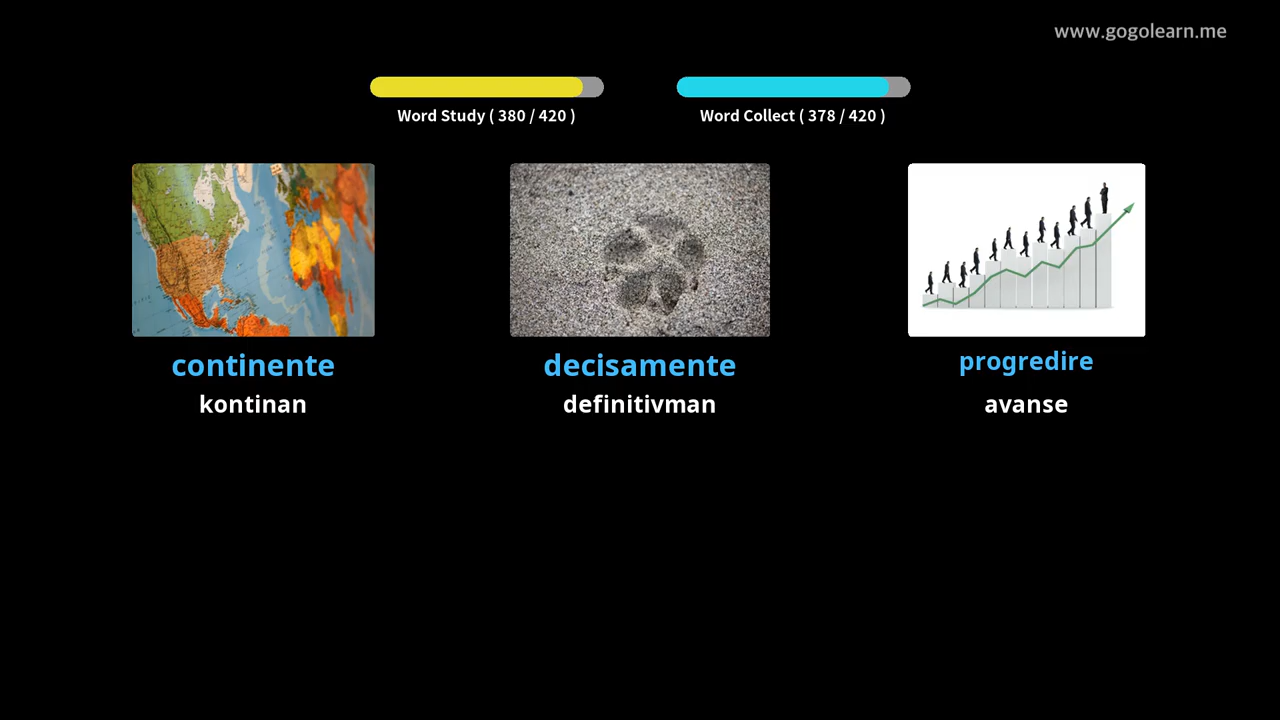 www.gogolearn.me
Word Study ( 380 / 420 )
Word Collect ( 378 / 420 )
continente
kontinan
decisamente
definitivman
progredire
avanse